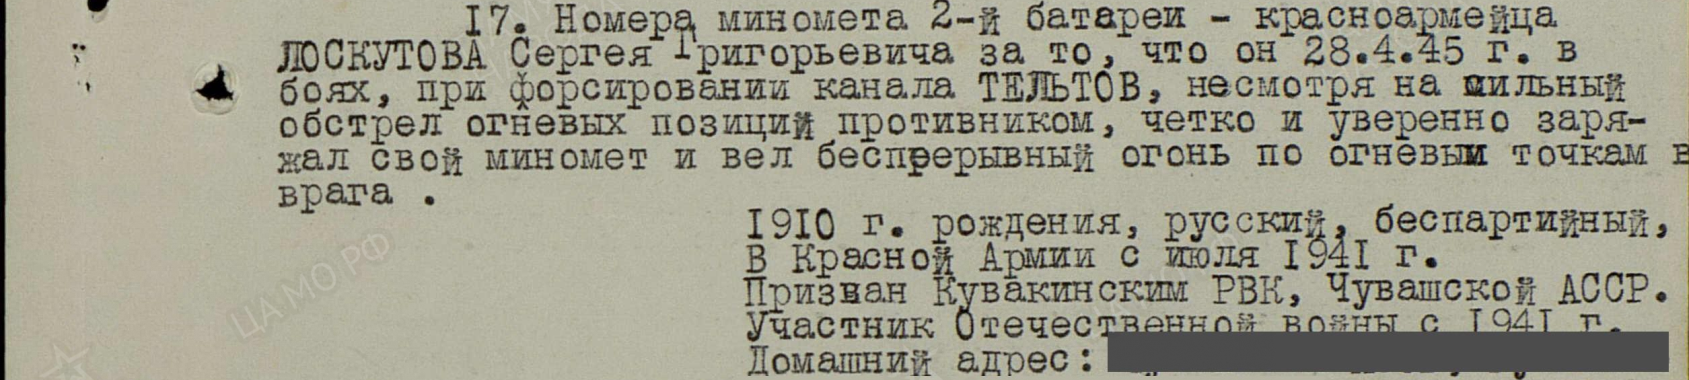 17. Номера миномета 2-й батареи - красноармейца
ЛОСКУТОВА Сергея Григорьевича за то, что он 28.4.45 г. в
боях, при форсировании канала ТЕЛЬТОВ, несмотря на сильный
обстрел огневых позиций противником, четко и уверенно заря-
жал свой миномет и вел беспрерывный огонь по огневым точкам в
врага .
1910 г. рождения, русский, беспартийный,
В Красной Армии с июля 1941 г.
Призван Кувакинским РВК, Чувашской АССР.
Участник Отечественной войны с 1941 г.
Домашний адрес:
ЦА МО РФ